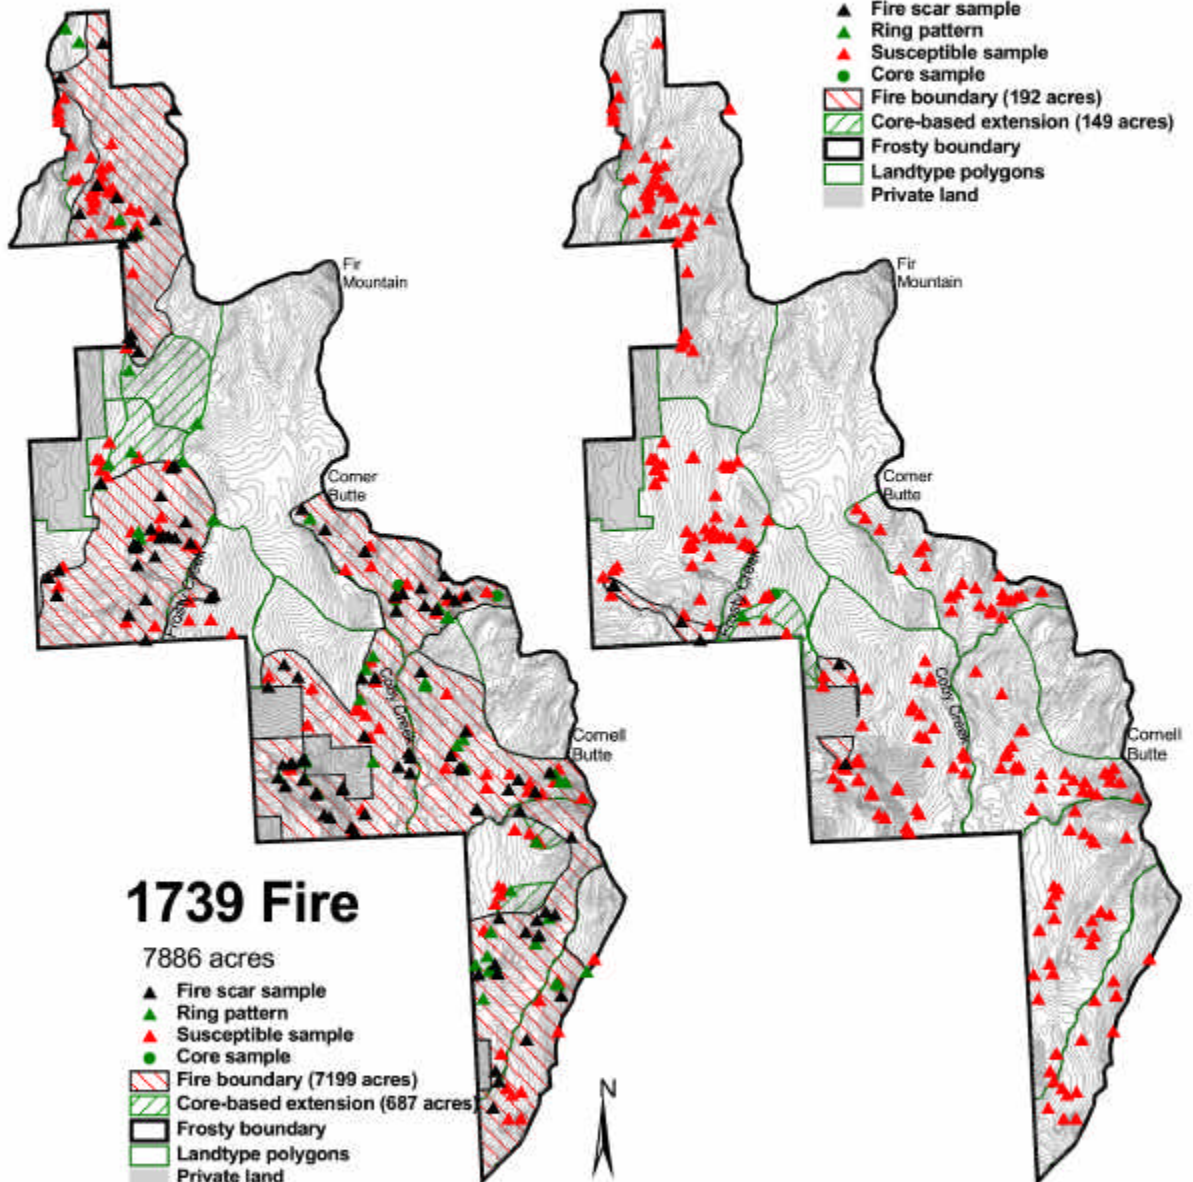 Fire scar sample
Ring pattern
Susceptible sample
Core sample
Fire boundary (192 acres)
Core-based extension (149 acres)
Frosty boundary
Landtype polygons
Private land
Fir
Mountain
Fir
Mountain
Corner
Butte
Corner
Butte
Frosty Creek
Frosty Creek
Coby Creek
Coby Creek
Cornell
Butte
Cornell
Butte
1739 Fire
7886 acres
Fire scar sample
Ring pattern
Susceptible sample
Core sample
Fire boundary (7199 acres)
Core-based extension (687 acres)
Frosty boundary
Landtype polygons
Private land
N